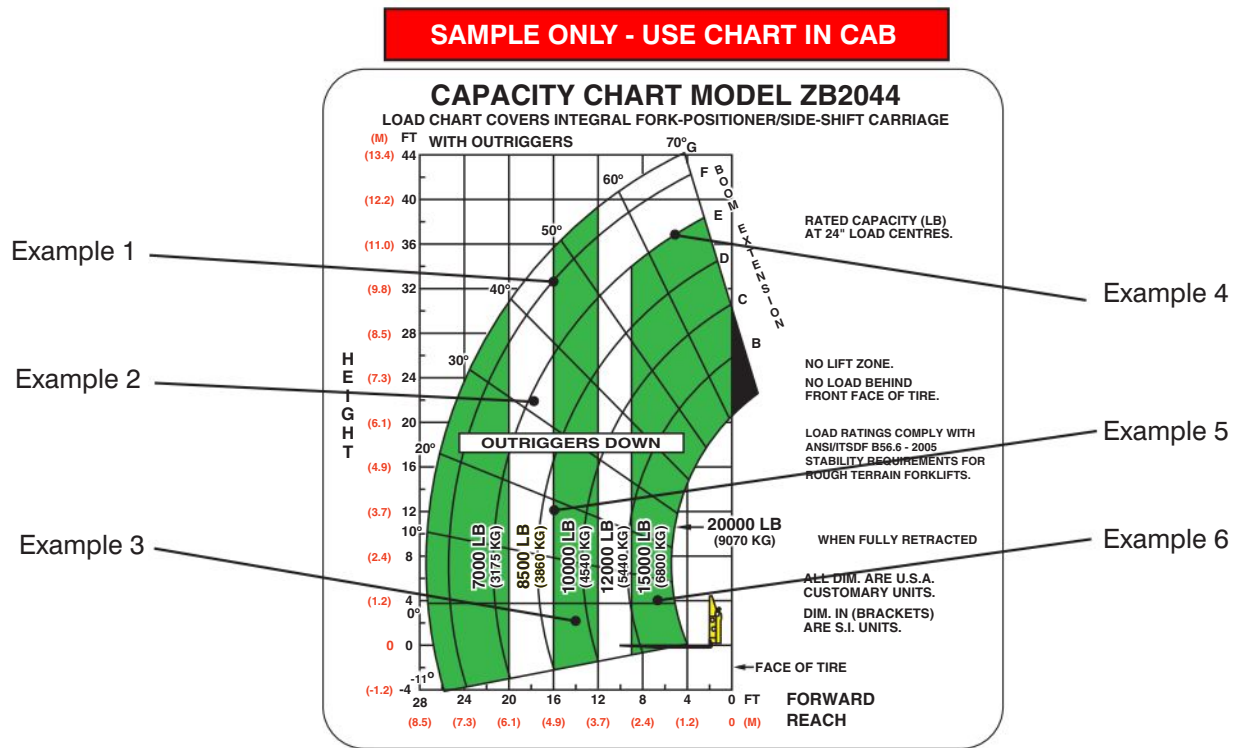 SAMPLE ONLY - USE CHART IN CAB
CAPACITY CHART MODEL ZB2044
LOAD CHART COVERS INTEGRAL FORK-POSITIONER/SIDE-SHIFT CARRIAGE
(M) FT WITH OUTRIGGERS
(13.4) 44
(12.2) 40
(11.0) 36
(9.8) 32
(8.5) 28
(7.3) 24
(6.1) 20
(4.9) 16
(3.7) 12
(2.4) 8
(1.2) 4
0 0
(-1.2) -4
HEIGHT
70º
60º
50º
40º
30º
20º
10º
0º
-11º
G
F
E
D
C
B
BOOM EXTENSION
Example 1
Example 2
Example 3
Example 4
Example 5
Example 6
RATED CAPACITY (LB)
AT 24" LOAD CENTRES.
NO LIFT ZONE.
NO LOAD BEHIND
FRONT FACE OF TIRE.
LOAD RATINGS COMPLY WITH
ANSI/ITSDF B56.6 - 2005
STABILITY REQUIREMENTS FOR
ROUGH TERRAIN FORKLIFTS.
OUTRIGGERS DOWN
7000 LB
(3175 KG)
8500 LB
(3860 KG)
10000 LB
(4540 KG)
12000 LB
(5440 KG)
15000 LB
(6800 KG)
20000 LB
(9070 KG)
WHEN FULLY RETRACTED
ALL DIM. ARE U.S.A.
CUSTOMARY UNITS.
DIM. IN (BRACKETS)
ARE S.I. UNITS.
FACE OF TIRE
28 24 20 16 12 8 4 0 FT FORWARD
(8.5) (7.3) (6.1) (4.9) (3.7) (2.4) (1.2) 0 (M) REACH